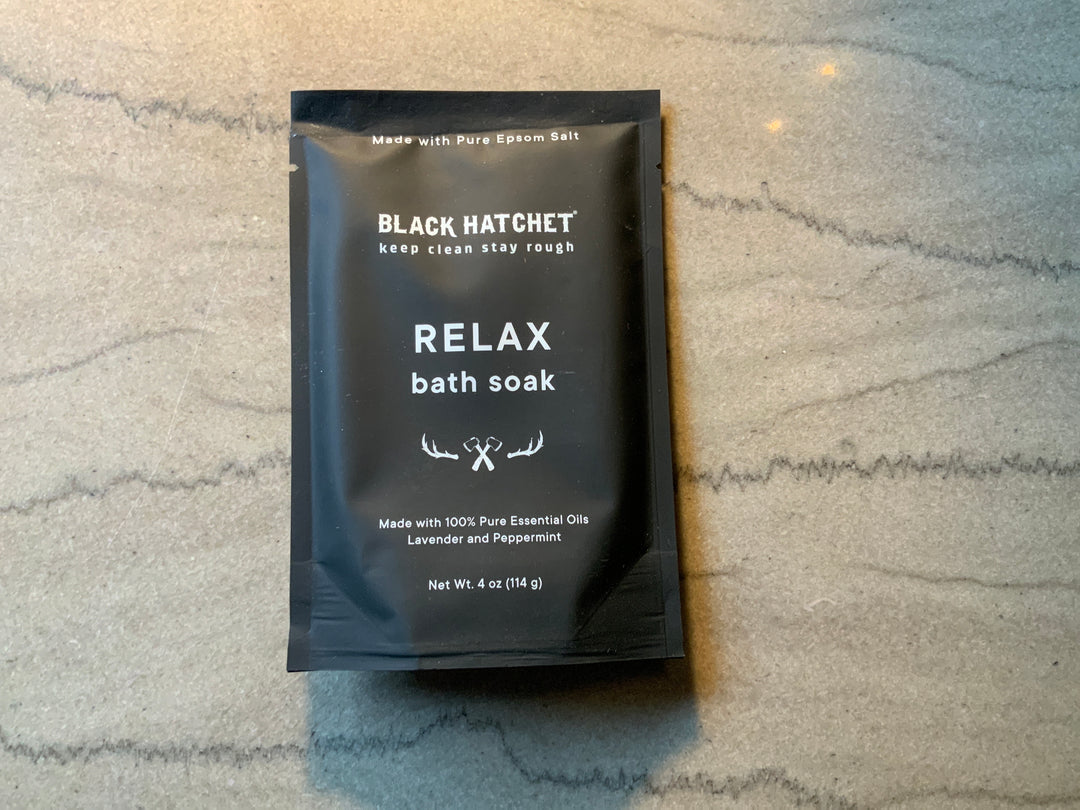 Made with Pure Epsom Salt
BLACK HATCHET®
keep clean stay rough
RELAX
bath soak
Made with 100% Pure Essential Oils
Lavender and Peppermint
Net Wt. 4 oz (114 g)